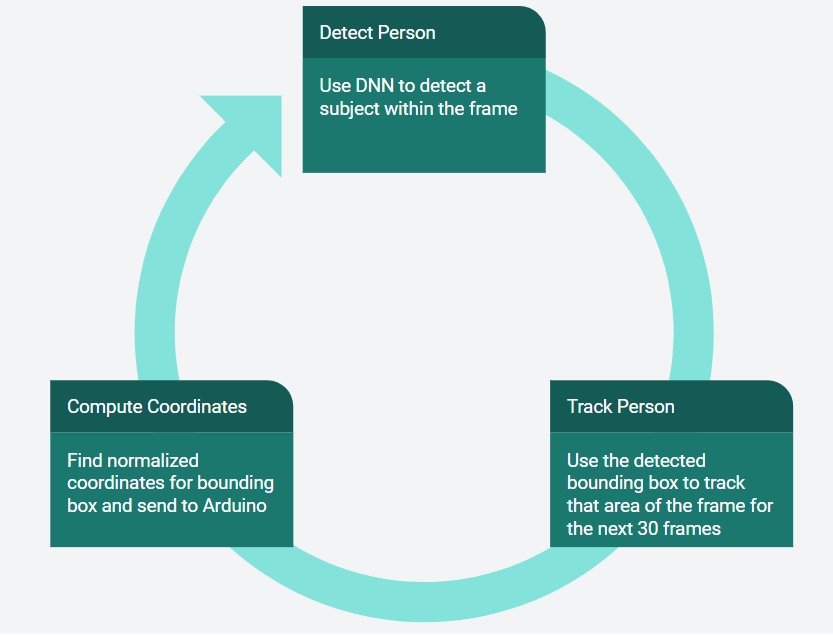 Detect Person
Use DNN to detect a
subject within the frame
Compute Coordinates
Find normalized
coordinates for bounding
box and send to Arduino
Track Person
Use the detected
bounding box to track
that area of the frame for
the next 30 frames